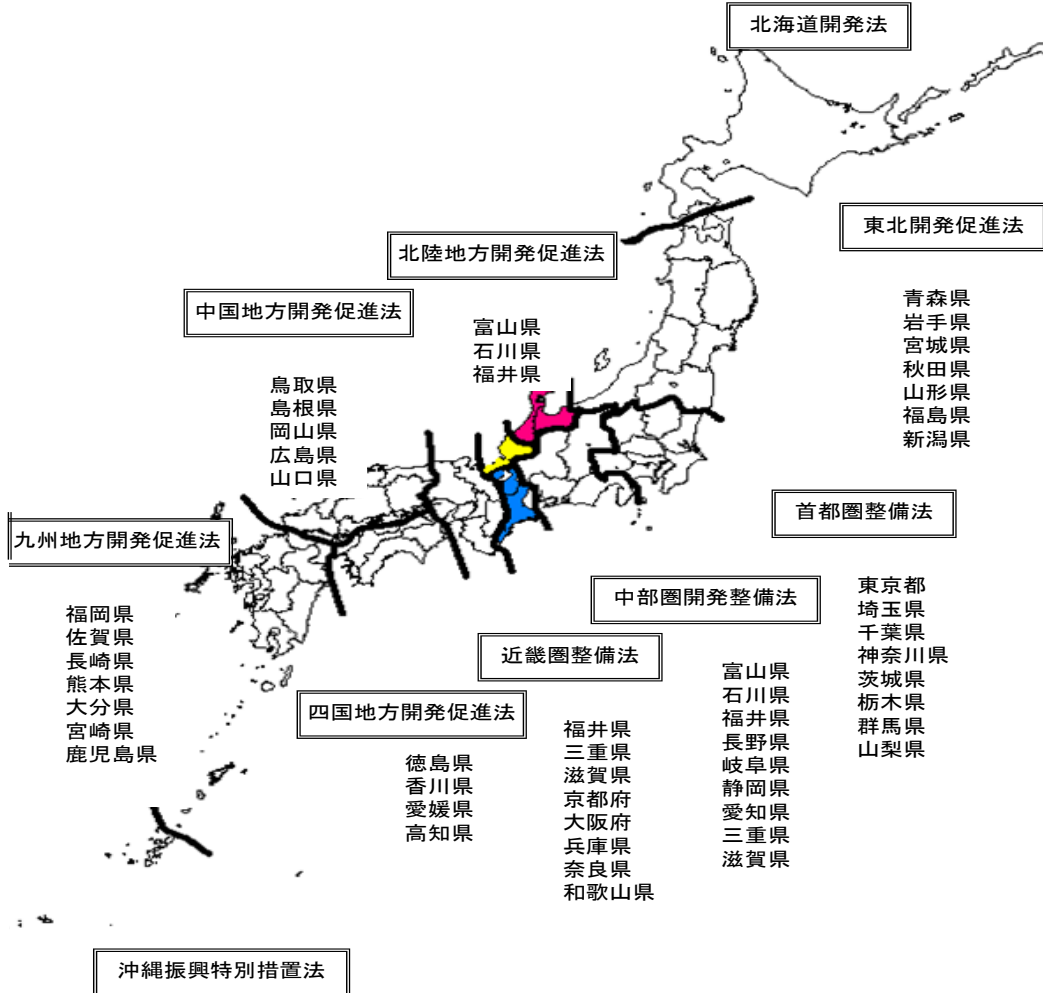 北海道開発法
東北開発促進法
青森県
岩手県
宮城県
秋田県
山形県
福島県
新潟県
北陸地方開発促進法
富山県
石川県
福井県
中国地方開発促進法
鳥取県
島根県
岡山県
広島県
山口県
首都圏整備法
東京都
埼玉県
千葉県
神奈川県
茨城県
栃木県
群馬県
山梨県
九州地方開発促進法
福岡県
佐賀県
長崎県
熊本県
大分県
宮崎県
鹿児島県
中部圏開発整備法
富山県
石川県
福井県
長野県
岐阜県
静岡県
愛知県
三重県
滋賀県
近畿圏整備法
福井県
三重県
滋賀県
京都府
大阪府
兵庫県
奈良県
和歌山県
四国地方開発促進法
徳島県
香川県
愛媛県
高知県
沖縄振興特別措置法